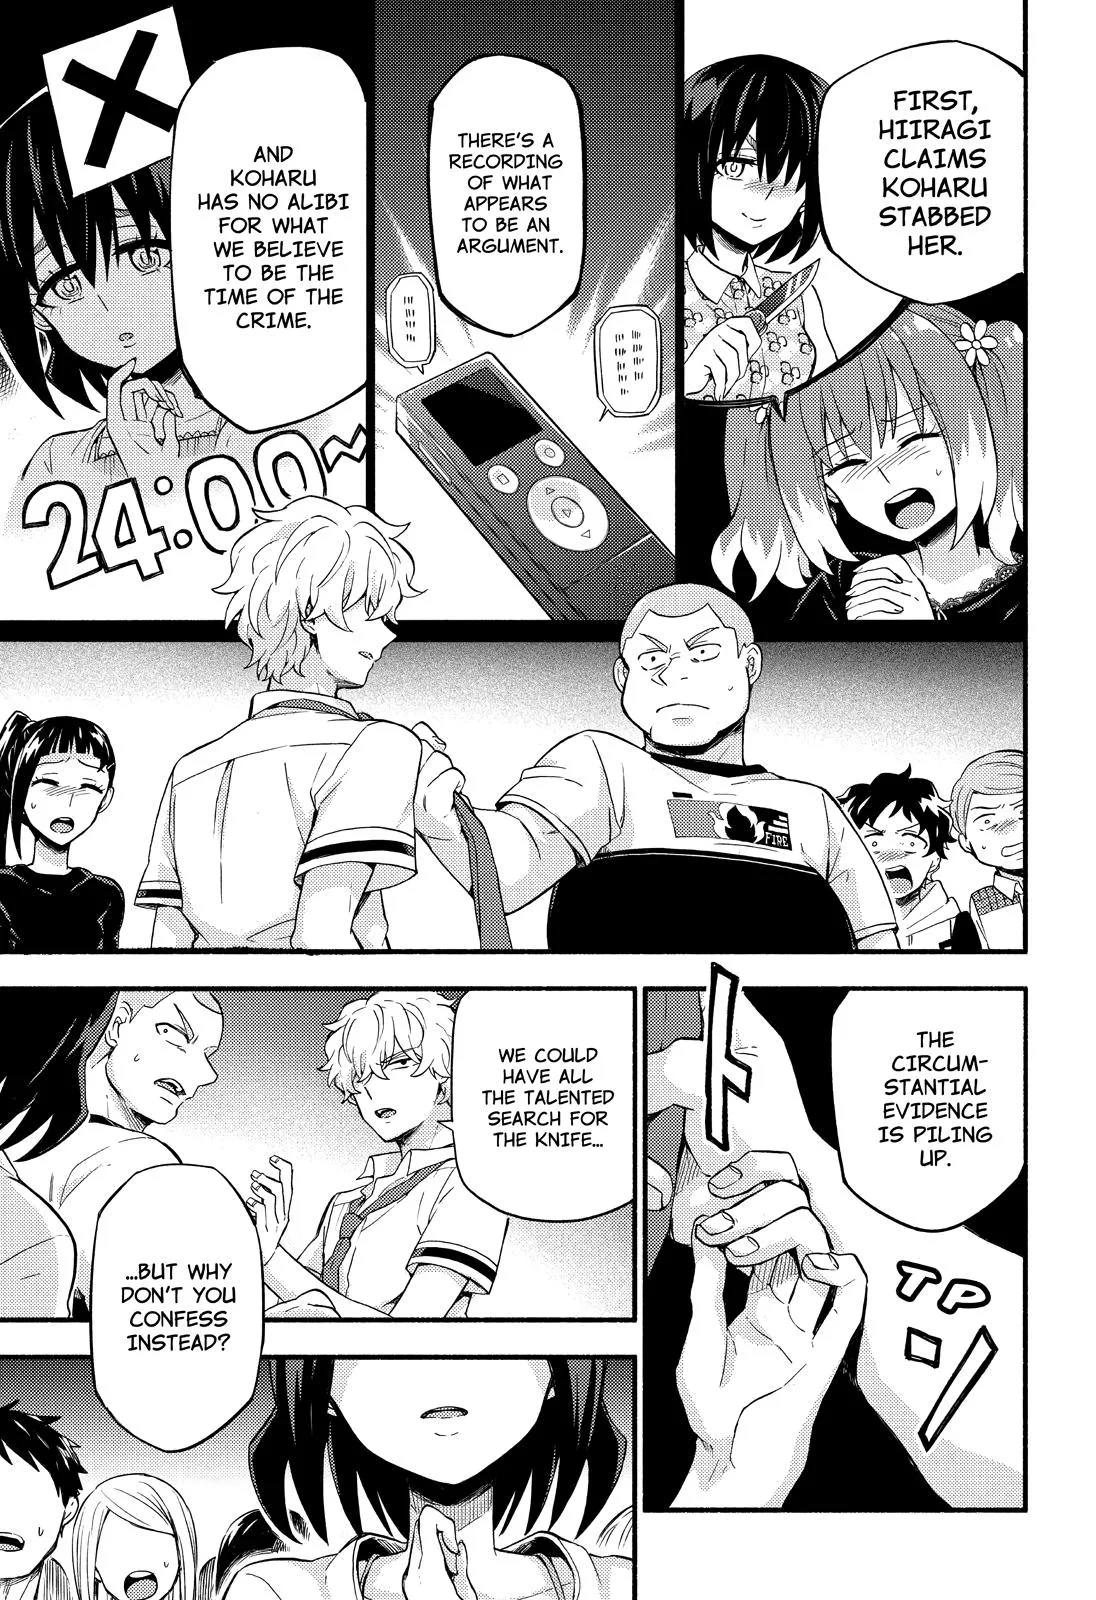 FIRST,
HIIRAGI
CLAIMS
KOHARU
STABBED
HER.
THERE'S A
RECORDING
OF WHAT
APPEARS
TO BE AN
ARGUMENT.
AND
KOHARU
HAS NO ALIBI
FOR WHAT
WE BELIEVE
TO BE THE
TIME OF THE
CRIME.
24:00~
FIRE
THE
CIRCUM-
STANTIAL
EVIDENCE
IS PILING
UP.
TP
WE COULD
HAVE ALL
THE TALENTED
SEARCH FOR
THE KNIFE...
...BUT WHY
DON'T YOU
CONFESS
INSTEAD?